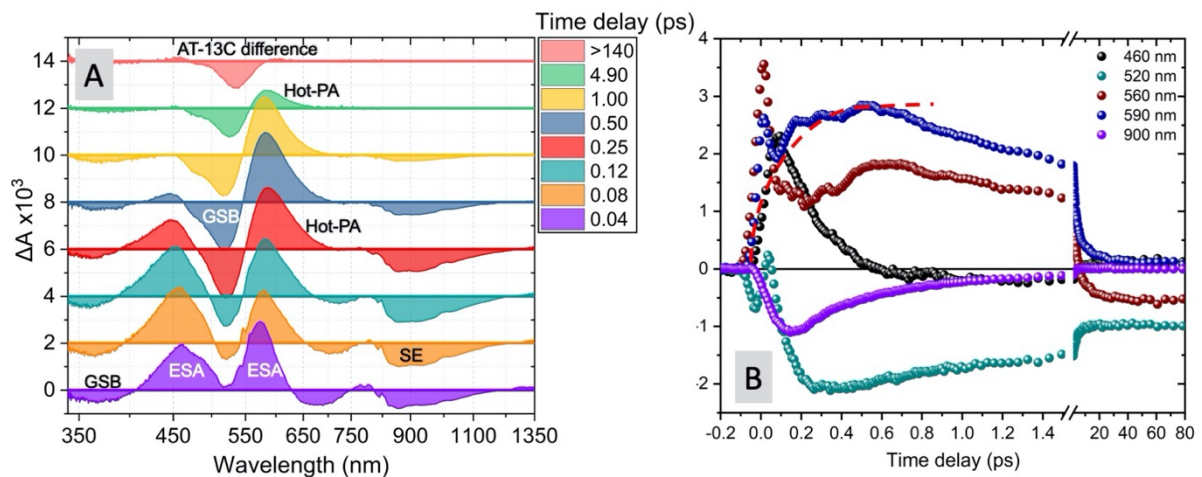 Time delay (ps)
A
AT-13C difference
Hot-PA
GSB
Hot-PA
SE
GSB
ESA
ESA
ΔA x10³
14
12
10
8
6
4
2
0
350
450
550
650
750
900
1100
1350
Wavelength (nm)
>140
4.90
1.00
0.50
0.25
0.12
0.08
0.04
4
3
2
1
0
-1
-2
460 nm
520 nm
560 nm
590 nm
900 nm
B
-0.2
0.0
0.2
0.4
0.6
0.8
1.0
1.2
1.4
20
40
60
80
Time delay (ps)